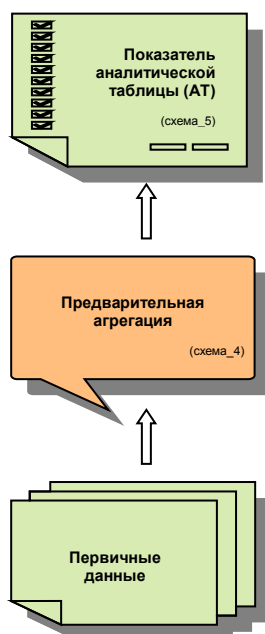 Показатель
аналитической
таблицы (АТ)
(схема_5)
Предварительная
агрегация
(схема_4)
Первичные
данные